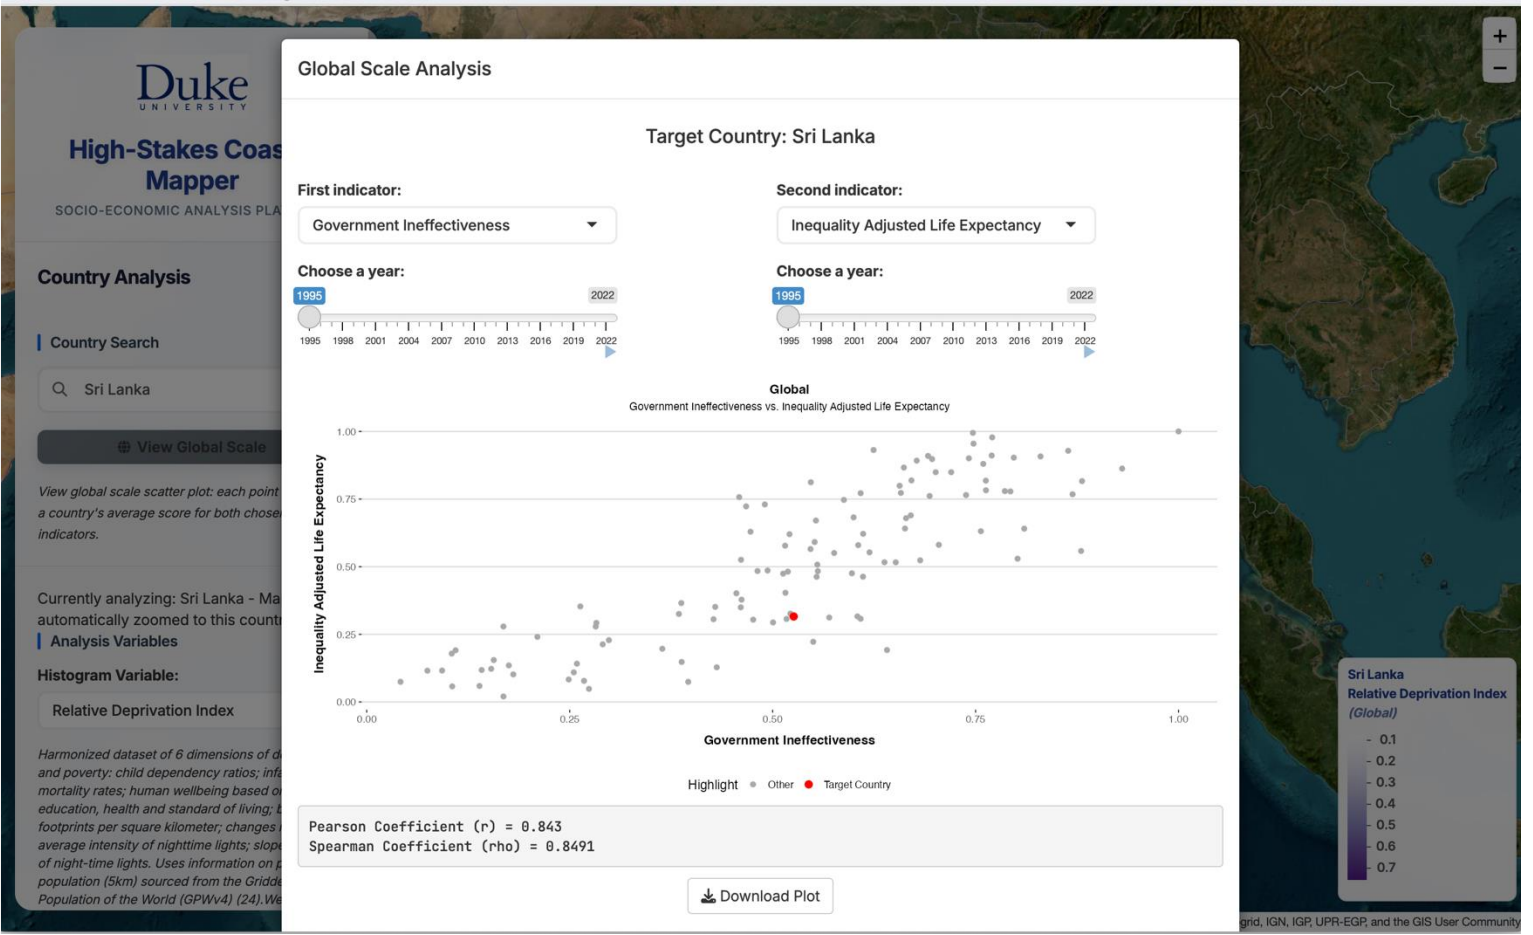 Duke
UNIVERSITY
High-Stakes Coas
Mapper
SOCIO-ECONOMIC ANALYSIS PLA
Country Analysis
Country Search
Sri Lanka
View Global Scale
View global scale scatter plot: each point
a country's average score for both chose
indicators.
Currently analyzing: Sri Lanka - Ma
automatically zoomed to this count
Analysis Variables
Histogram Variable:
Relative Deprivation Index
Harmonized dataset of 6 dimensions of d
and poverty: child dependency ratios; infa
mortality rates; human wellbeing based o
education, health and standard of living; b
footprints per square kilometer; changes
average intensity of nighttime lights; slope
of night-time lights. Uses information on p
population (5km) sourced from the Gridde
Population of the World (GPWv4) (24).We
Global Scale Analysis
Target Country: Sri Lanka
First indicator:
Government Ineffectiveness
Choose a year:
1995 2022
1995 1998 2001 2004 2007 2010 2013 2016 2019 2022
Second indicator:
Inequality Adjusted Life Expectancy
Choose a year:
1995 2022
1995 1998 2001 2004 2007 2010 2013 2016 2019 2022
Global
Government Ineffectiveness vs. Inequality Adjusted Life Expectancy
Inequality Adjusted Life Expectancy
1.00
0.75
0.50
0.25
0.00
0.00 0.25 0.50 0.75 1.00
Government Ineffectiveness
Highlight Other Target Country
Pearson Coefficient (r) = 0.843
Spearman Coefficient (rho) = 0.8491
Download Plot
+
−
Sri Lanka
Relative Deprivation Index
(Global)
- 0.1
- 0.2
- 0.3
- 0.4
- 0.5
- 0.6
- 0.7
grid, IGN, IGP, UPR-EGP, and the GIS User Community